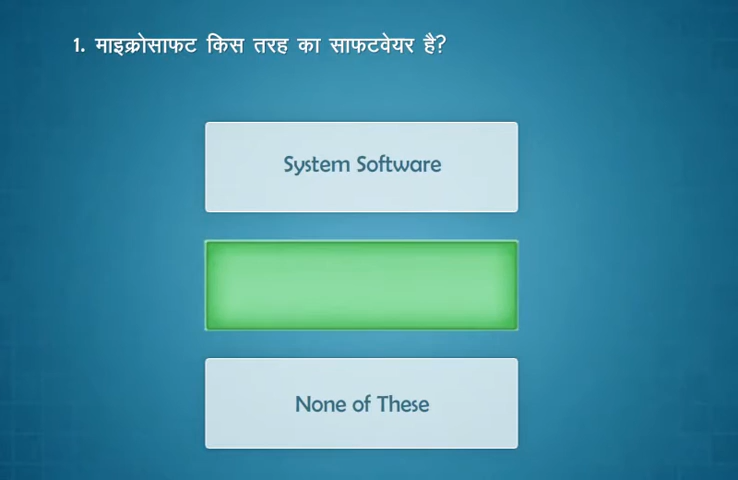 1. माइक्रोसाफट किस तरह का साफटवेयर है?
System Software
None of These